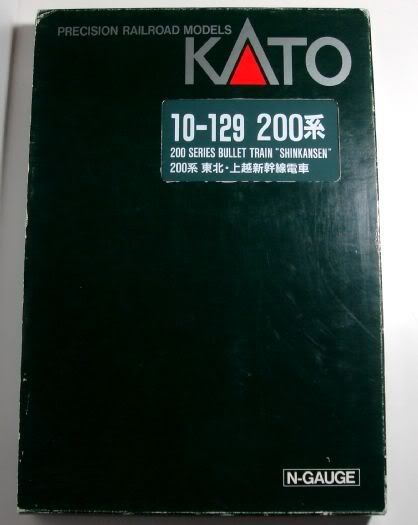 PRECISION RAILROAD MODELS
KATO
10-129 200系
200 SERIES BULLET TRAIN "SHINKANSEN"
200系 東北・上越新幹線電車
N-GAUGE